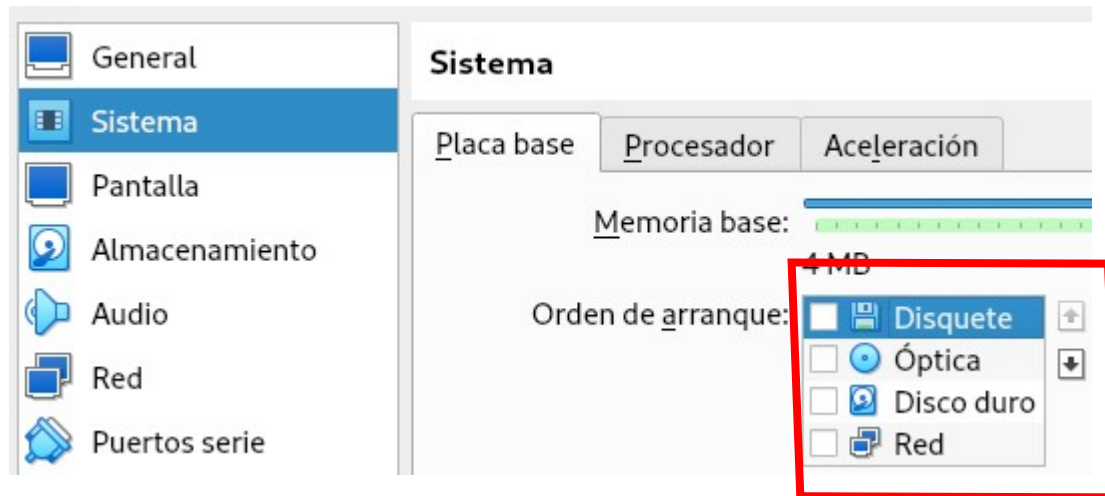 General
Sistema
Pantalla
Almacenamiento
Audio
Red
Puertos serie
Sistema
Placa base
Procesador
Aceleración
Memoria base:
4 MB
Orden de arranque:
Disquete
Óptica
Disco duro
Red